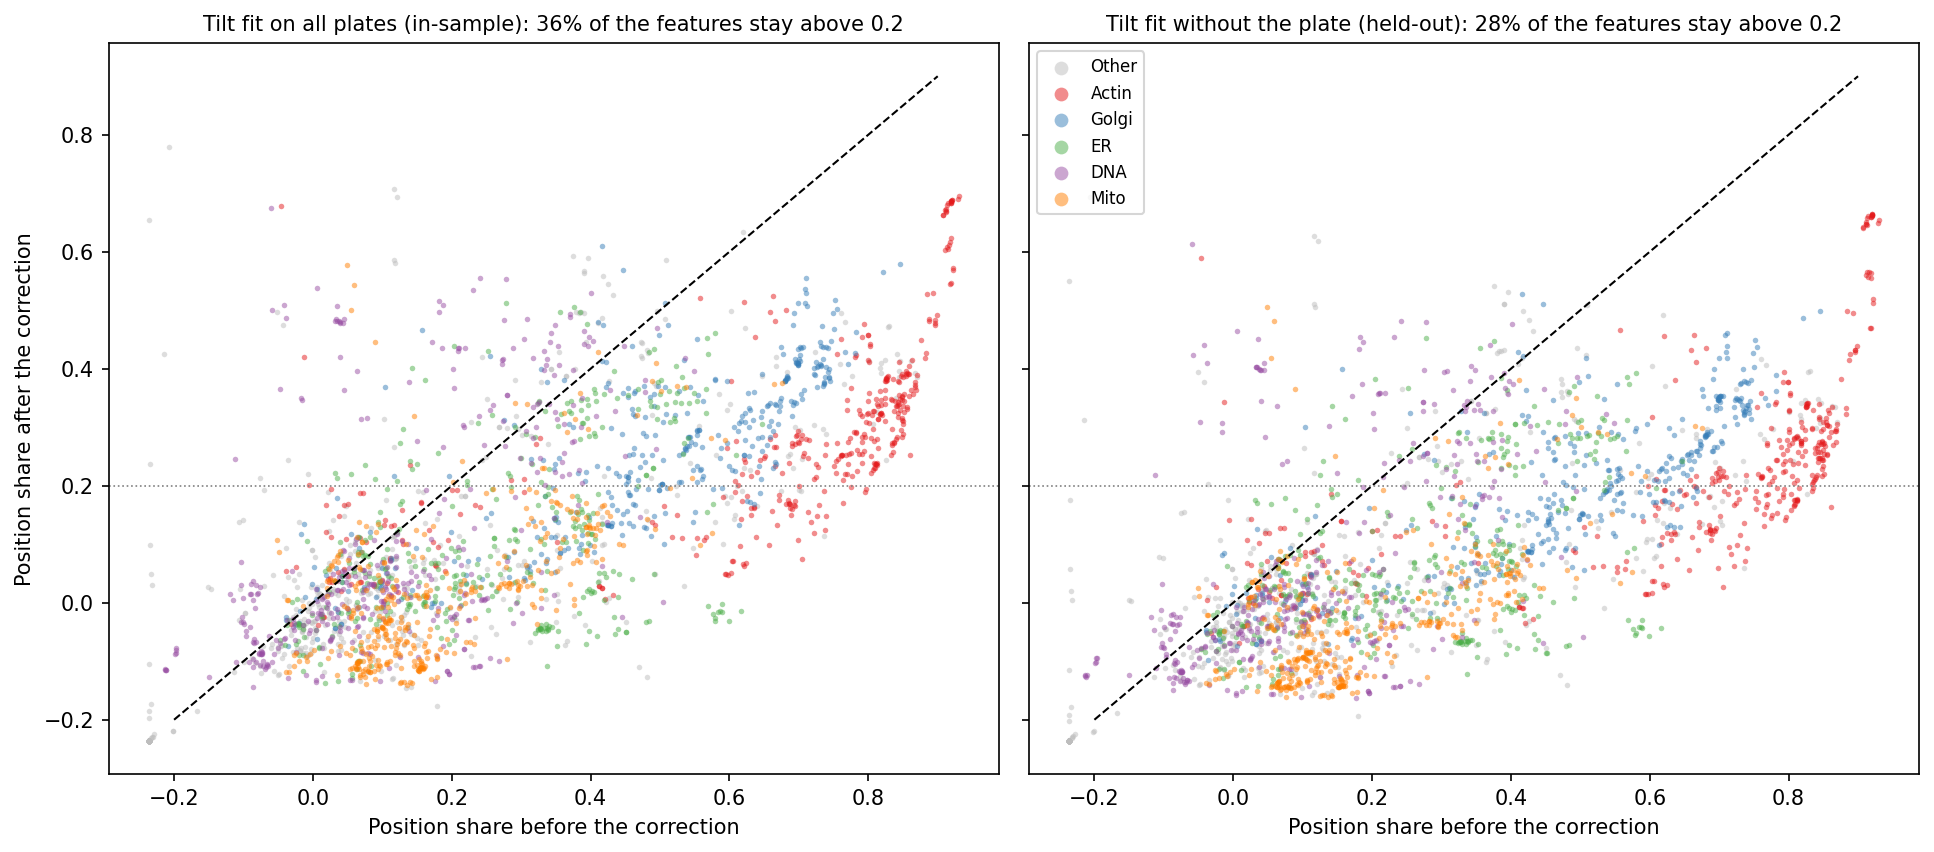 Tilt fit on all plates (in-sample): 36% of the features stay above 0.2
Tilt fit without the plate (held-out): 28% of the features stay above 0.2
Position share after the correction
0.8
0.6
0.4
0.2
0.0
−0.2
−0.2 0.0 0.2 0.4 0.6 0.8
Position share before the correction
Other
Actin
Golgi
ER
DNA
Mito
−0.2 0.0 0.2 0.4 0.6 0.8
Position share before the correction